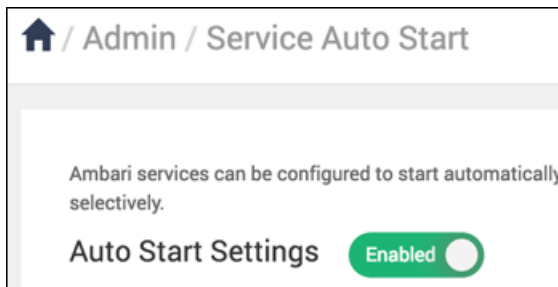 / Admin / Service Auto Start
Ambari services can be configured to start automatically
selectively.
Auto Start Settings Enabled